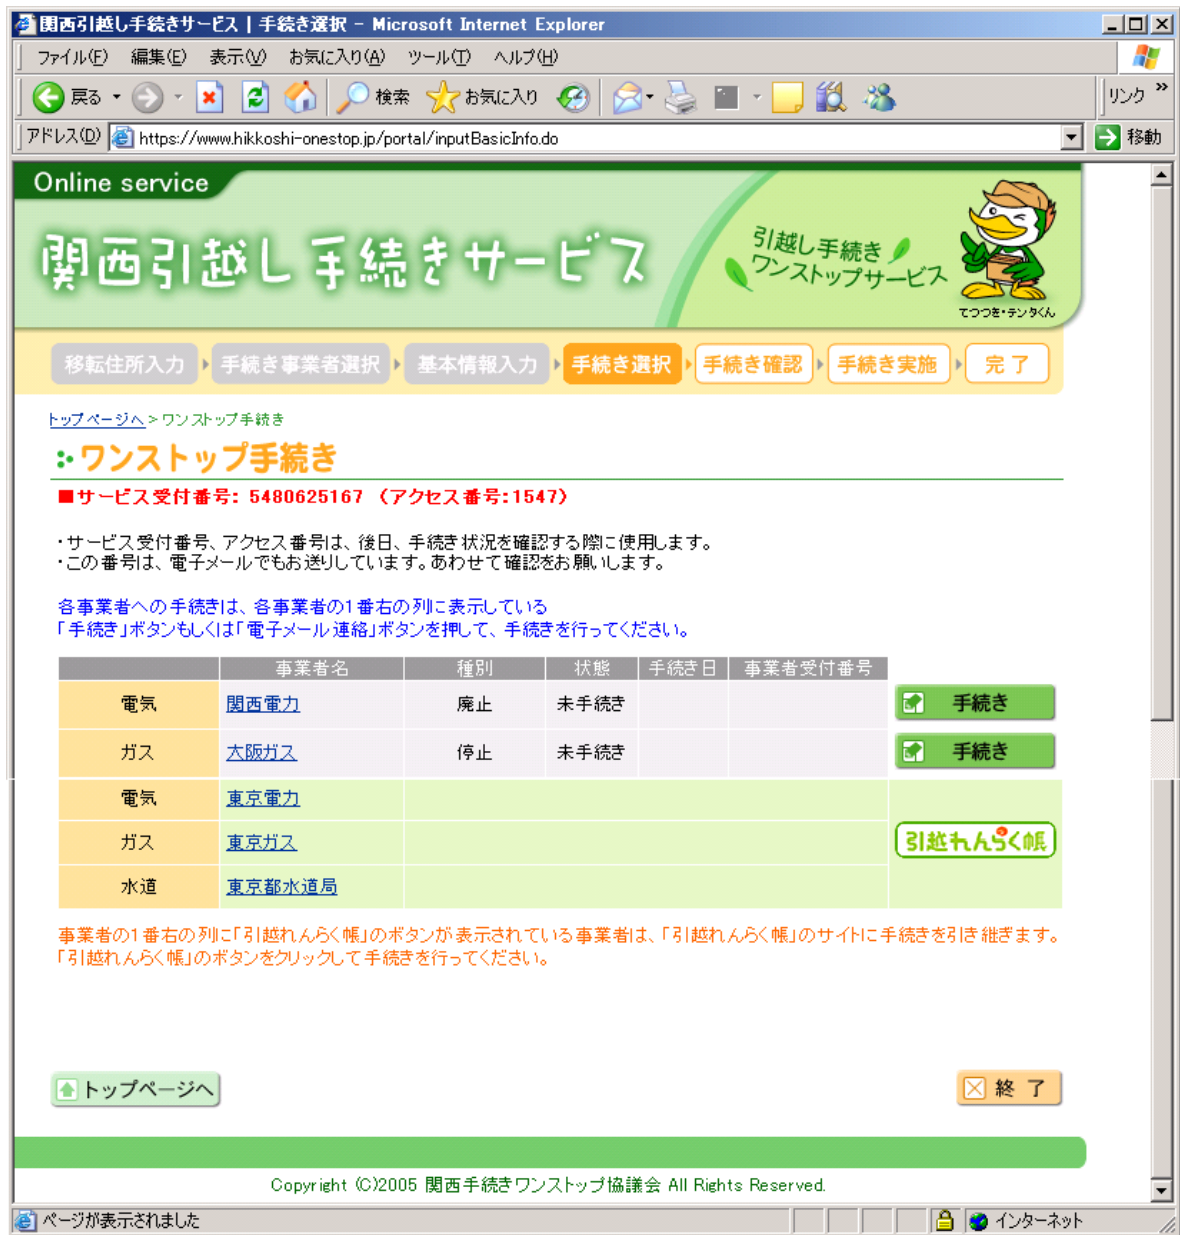 関西引越し手続きサービス | 手続き選択 - Microsoft Internet Explorer
ファイル(F) 編集(E) 表示(V) お気に入り(A) ツール(T) ヘルプ(H)
戻る 検索 お気に入り リンク »
アドレス(D) https://www.hikkoshi-onestop.jp/portal/inputBasicInfo.do 移動
Online service
関西引越し手続きサービス
引越し手続き
ワンストップサービス
てつづき・テンタくん
移転住所入力 手続き事業者選択 基本情報入力 手続き選択 手続き確認 手続き実施 完了
トップページへ > ワンストップ手続き
ワンストップ手続き
■サービス受付番号: 5480625167 (アクセス番号:1547)
・サービス受付番号、アクセス番号は、後日、手続き状況を確認する際に使用します。
・この番号は、電子メールでもお送りしています。あわせて確認をお願いします。
各事業者への手続きは、各事業者の1番右の列に表示している
「手続き」ボタンもしくは「電子メール連絡」ボタンを押して、手続きを行ってください。
事業者名 種別 状態 手続き日 事業者受付番号
電気 関西電力 廃止 未手続き 手続き
ガス 大阪ガス 停止 未手続き 手続き
電気 東京電力
ガス 東京ガス 引越れんらく帳
水道 東京都水道局
事業者の1番右の列に「引越れんらく帳」のボタンが表示されている事業者は、「引越れんらく帳」のサイトに手続きを引き継ぎます。
「引越れんらく帳」のボタンをクリックして手続きを行ってください。
トップページへ 終了
Copyright (C)2005 関西手続きワンストップ協議会 All Rights Reserved.
ページが表示されました インターネット